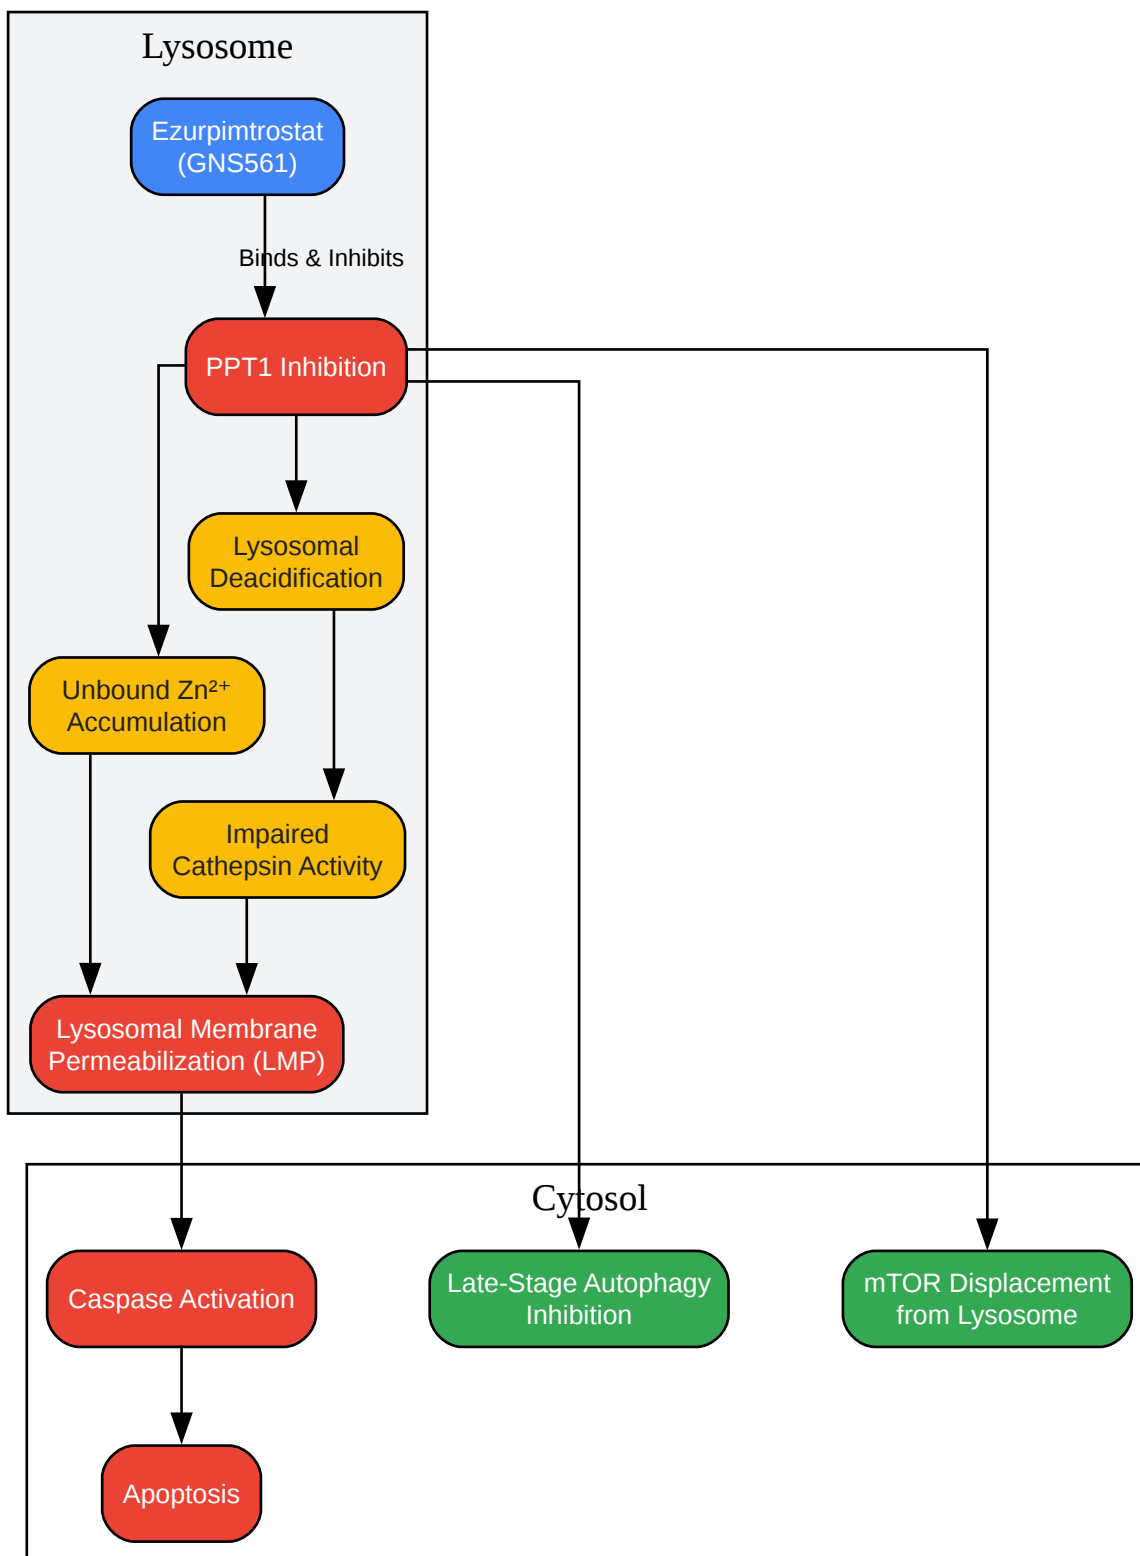 Lysosome
Ezurpimtrostat
(GNS561)
Binds & Inhibits
PPT1 Inhibition
Lysosomal
Deacidification
Unbound Zn²⁺
Accumulation
Impaired
Cathepsin Activity
Lysosomal Membrane
Permeabilization (LMP)
Cytosol
Caspase Activation
Late-Stage Autophagy
Inhibition
mTOR Displacement
from Lysosome
Apoptosis